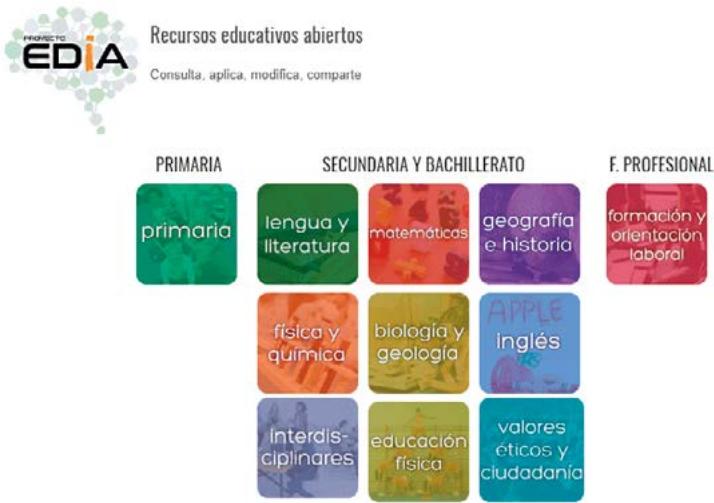 PROYECTO
EDIA
Recursos educativos abiertos
Consulta, aplica, modifica, comparte
PRIMARIA
SECUNDARIA Y BACHILLERATO
F. PROFESIONAL
primaria
lengua y
literatura
matemáticas
geografía
e historia
formación y
orientación
laboral
física y
química
biología y
geología
APPLE
inglés
interdis-
ciplinares
educación
física
valores
éticos y
ciudadanía